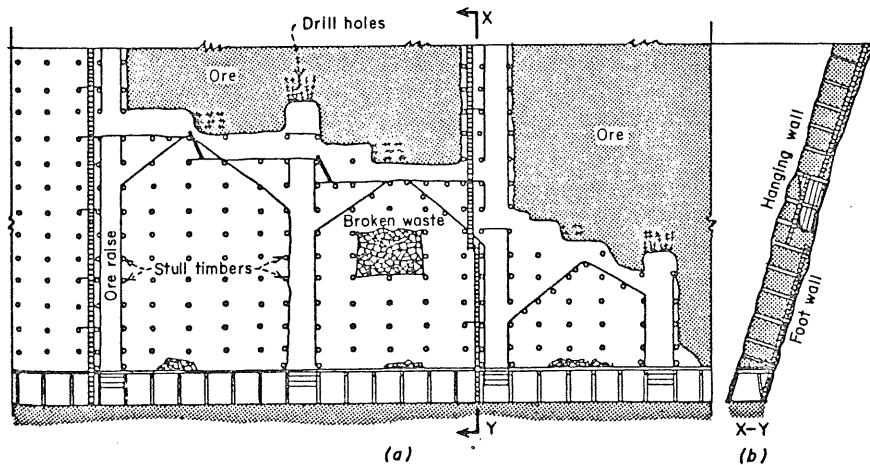 X
Drill holes
Ore
Ore
Hanging wall
Foot wall
Broken waste
Ore raise
Stull timbers
Y
X-Y
(a)
(b)